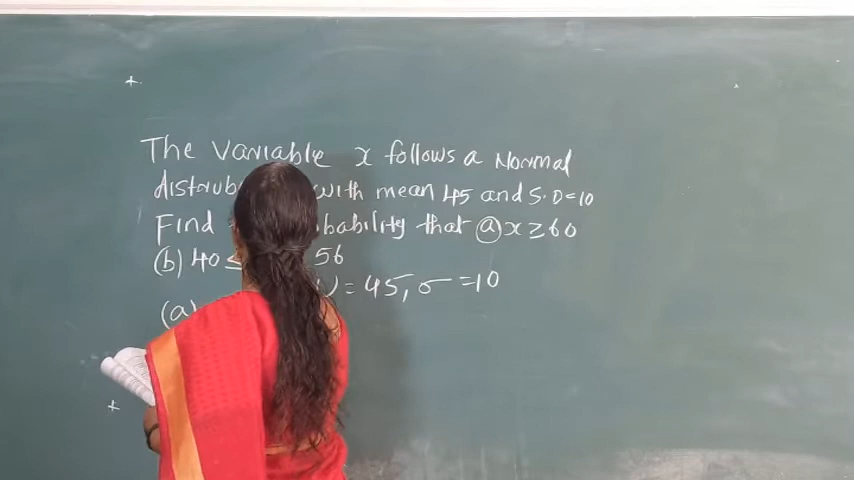 The Variable x follows a Normal
distrub with mean 45 and S.D=10
Find bability that (a) x ≥ 60
(b) 40 ≤ 56
= 45, σ =10
(a)